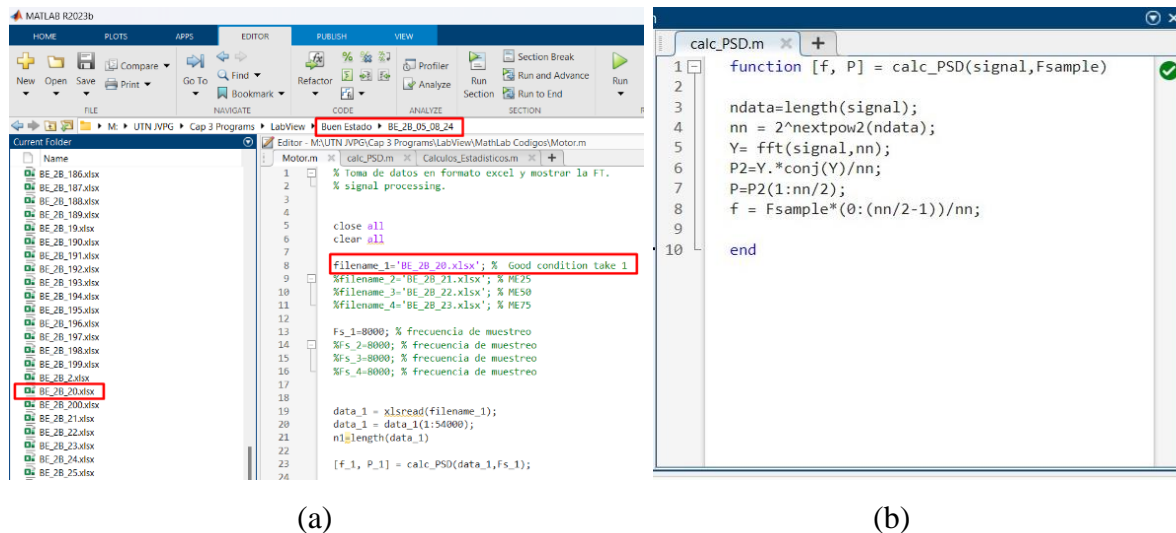 MATLAB R2023b
HOME PLOTS APPS EDITOR PUBLISH VIEW
New Open Save Compare Print Go To Find Bookmark Refactor Profiler Analyze Run Section Section Break Run and Advance Run to End Run
FILE NAVIGATE CODE ANALYZE SECTION
M: UTN JVPG Cap 3 Programs LabView Buen Estado BE_2B_05_08_24
Current Folder
Name
BE_2B_186.xlsx
BE_2B_187.xlsx
BE_2B_188.xlsx
BE_2B_189.xlsx
BE_2B_19.xlsx
BE_2B_190.xlsx
BE_2B_191.xlsx
BE_2B_192.xlsx
BE_2B_193.xlsx
BE_2B_194.xlsx
BE_2B_195.xlsx
BE_2B_196.xlsx
BE_2B_197.xlsx
BE_2B_198.xlsx
BE_2B_199.xlsx
BE_2B_2.xlsx
BE_2B_20.xlsx
BE_2B_200.xlsx
BE_2B_21.xlsx
BE_2B_22.xlsx
BE_2B_23.xlsx
BE_2B_24.xlsx
BE_2B_25.xlsx
Editor - M:\UTN JVPG\Cap 3 Programs\LabView\MathLab Codigos\Motor.m
Motor.m calc_PSD.m Calculos_Estadisticos.m +
1 % Toma de datos en formato excel y mostrar la FT.
2 % signal processing.
3
4
5 close all
6 clear all
7
8 filename_1='BE_2B_20.xlsx'; % Good condition take 1
9 %filename_2='BE_2B_21.xlsx'; % ME25
10 %filename_3='BE_2B_22.xlsx'; % ME50
11 %filename_4='BE_2B_23.xlsx'; % ME75
12
13 Fs_1=8000; % frecuencia de muestreo
14 %Fs_2=8000; % frecuencia de muestreo
15 %Fs_3=8000; % frecuencia de muestreo
16 %Fs_4=8000; % frecuencia de muestreo
17
18
19 data_1 = xlsread(filename_1);
20 data_1 = data_1(1:54000);
21 n1=length(data_1)
22
23 [f_1, P_1] = calc_PSD(data_1,Fs_1);
24
(a)
calc_PSD.m +
1 function [f, P] = calc_PSD(signal,Fsample)
2
3 ndata=length(signal);
4 nn = 2^nextpow2(ndata);
5 Y= fft(signal,nn);
6 P2=Y.*conj(Y)/nn;
7 P=P2(1:nn/2);
8 f = Fsample*(0:(nn/2-1))/nn;
9
10 end
(b)